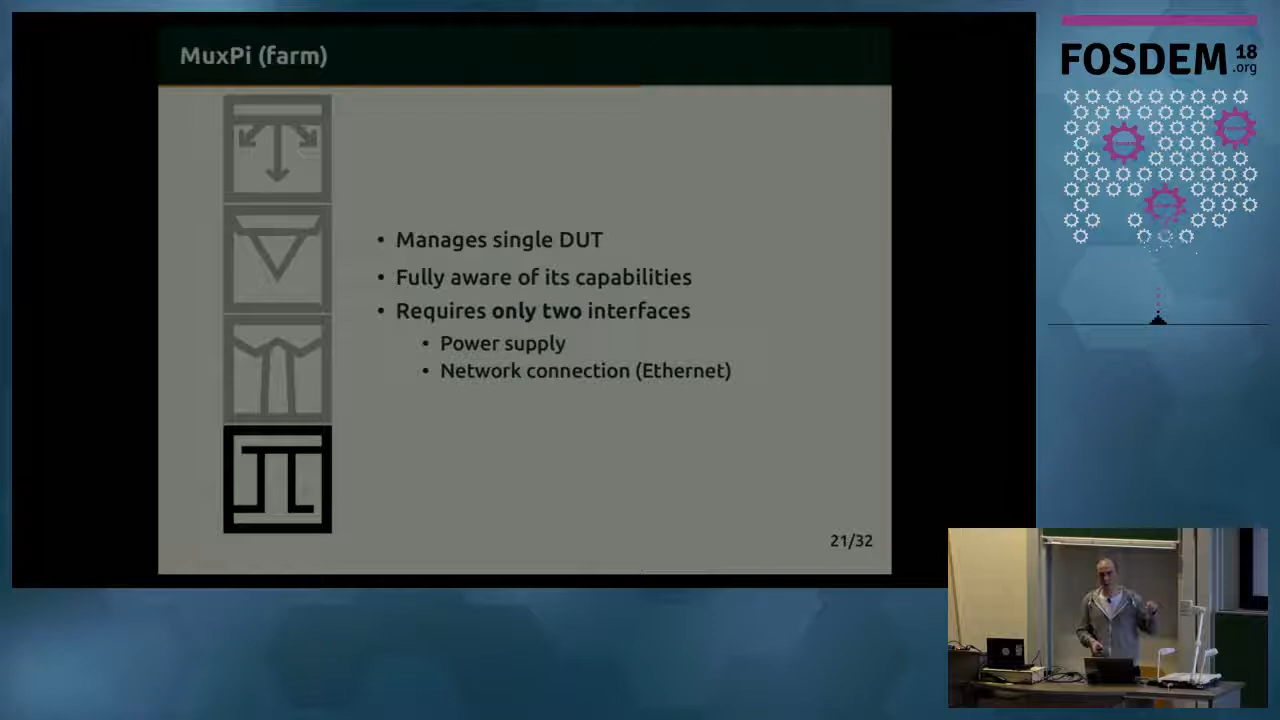 MuxPi (farm)
• Manages single DUT
• Fully aware of its capabilities
• Requires only two interfaces
• Power supply
• Network connection (Ethernet)
21/32
FOSDEM 18
.org